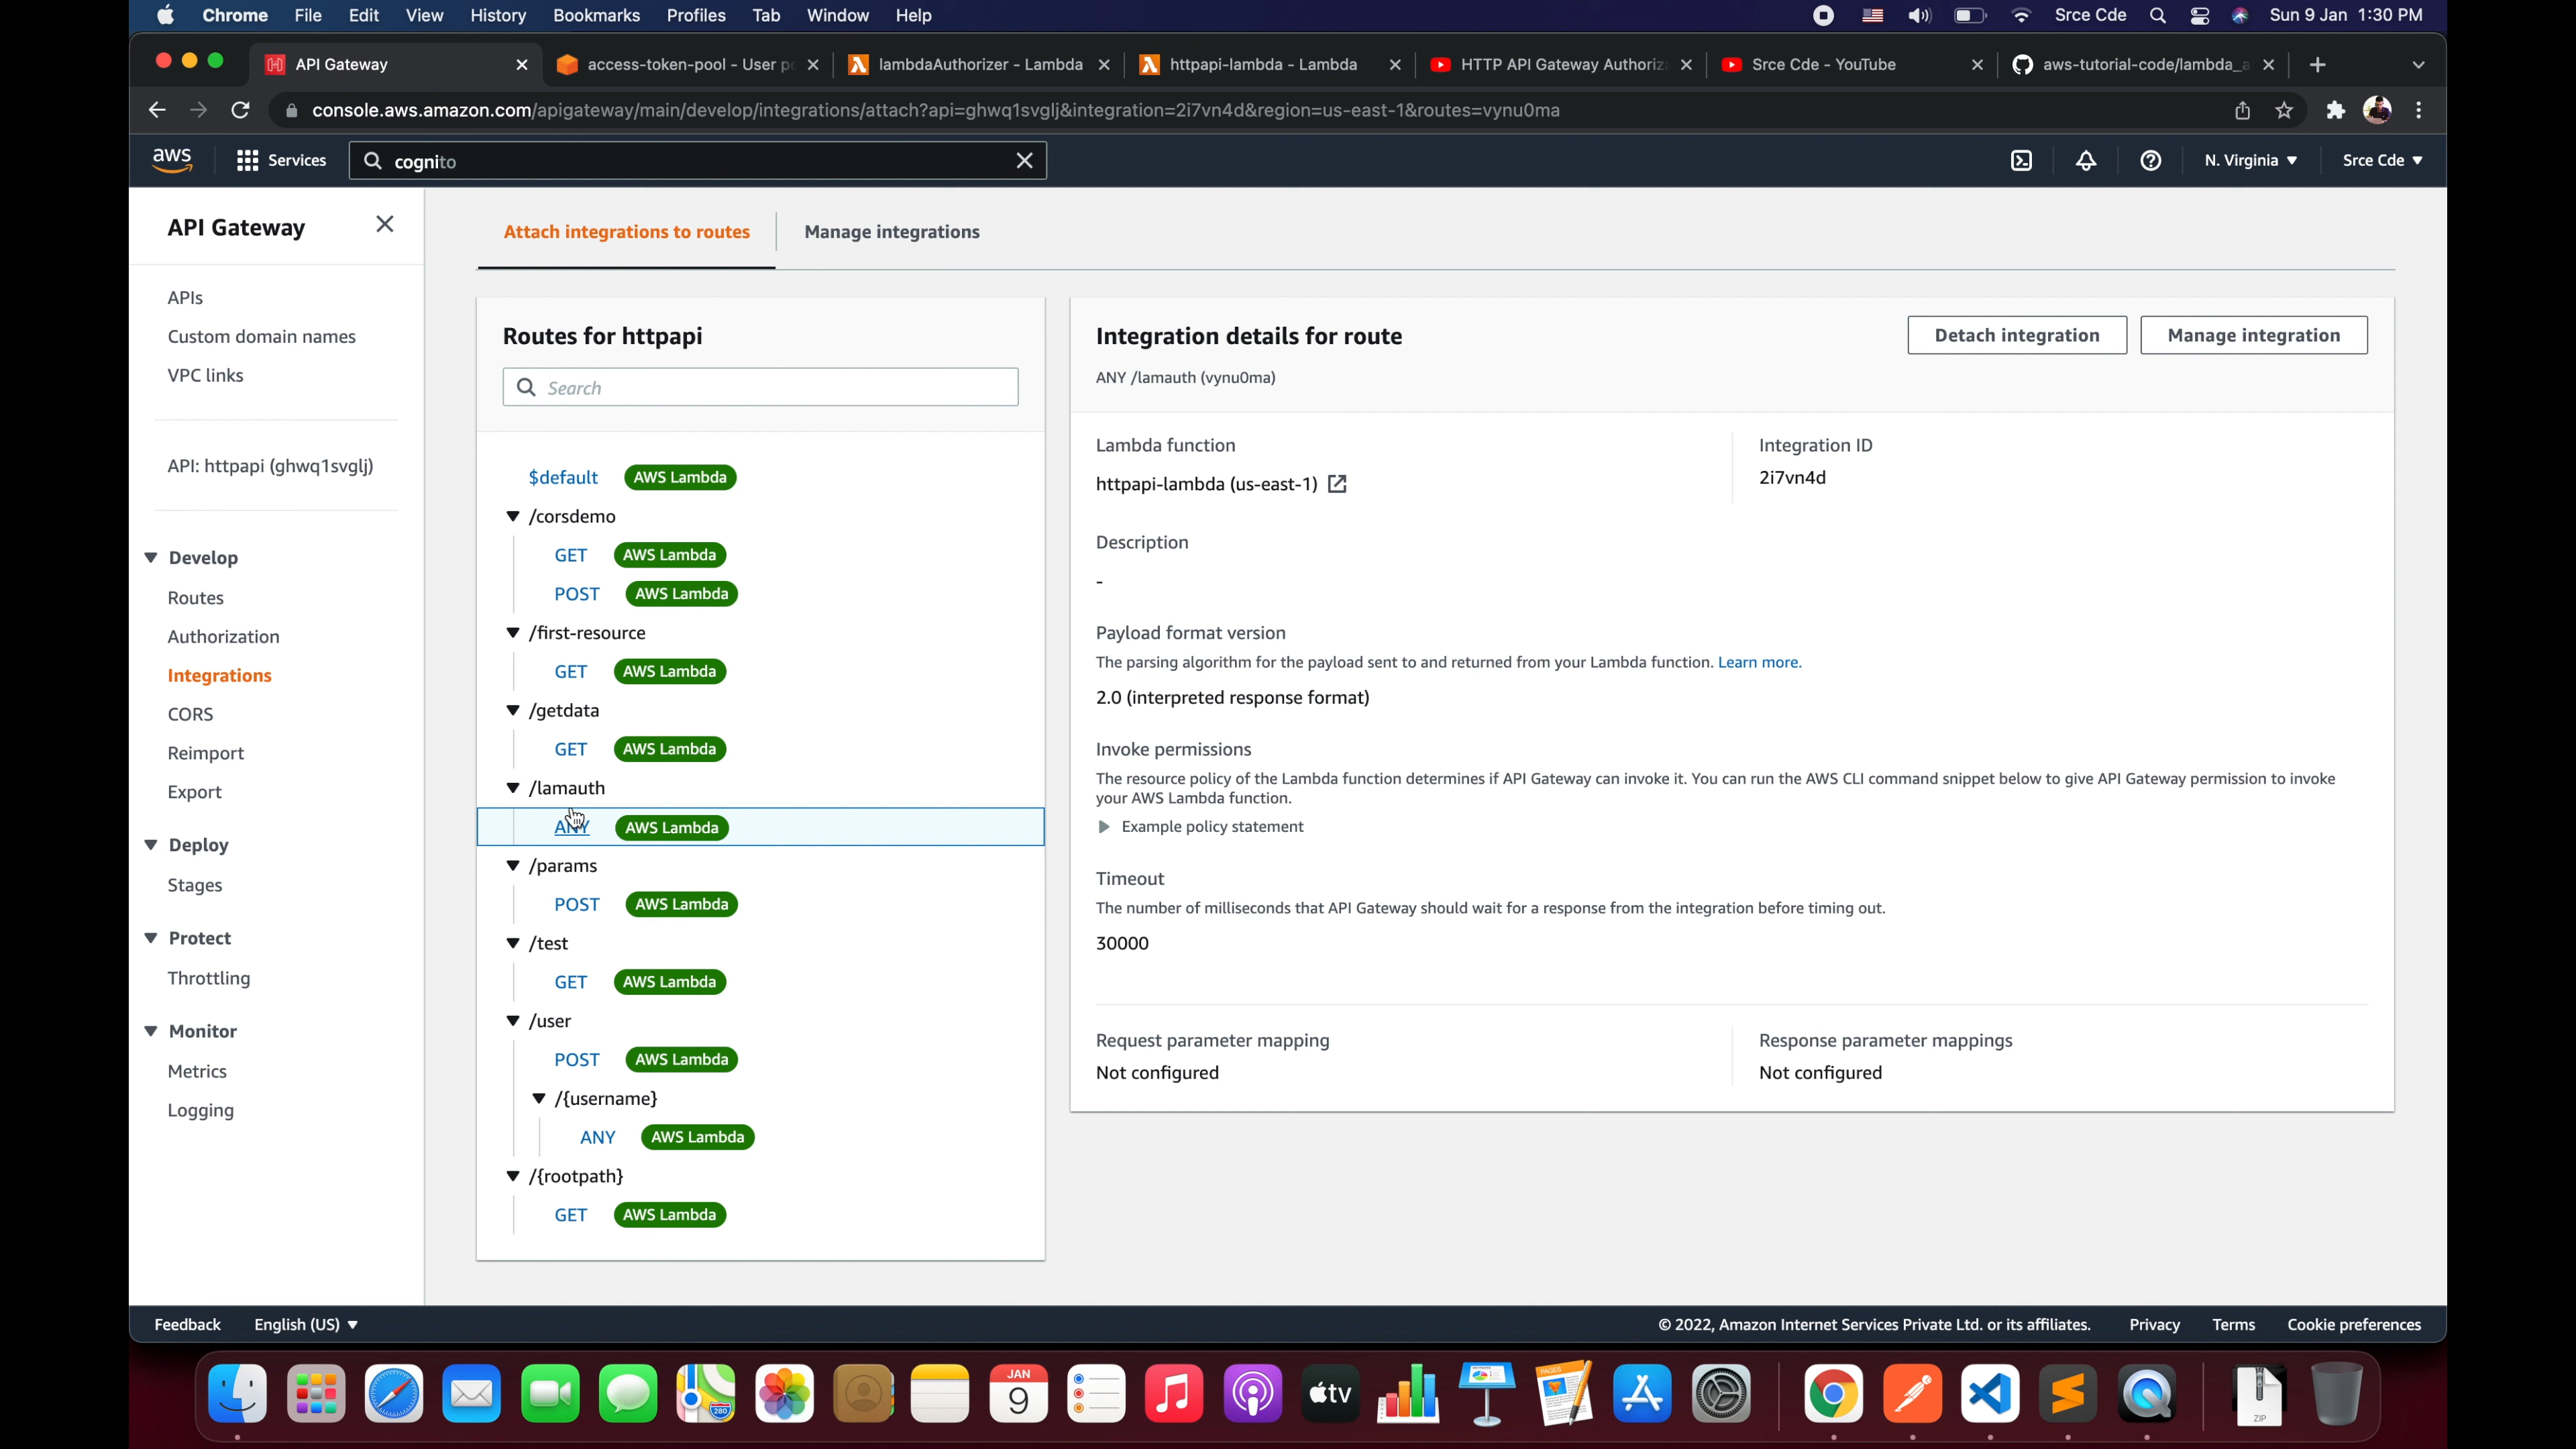 Chrome File Edit View History Bookmarks Profiles Tab Window Help Srce Cde Sun 9 Jan 1:30 PM
API Gateway access-token-pool - User po lambdaAuthorizer - Lambda httpapi-lambda - Lambda HTTP API Gateway Authoriz Srce Cde - YouTube aws-tutorial-code/lambda_a
console.aws.amazon.com/apigateway/main/develop/integrations/attach?api=ghwq1svglj&integration=2i7vn4d&region=us-east-1&routes=vynu0ma
aws Services cognito N. Virginia Srce Cde
API Gateway
APIs
Custom domain names
VPC links
API: httpapi (ghwq1svglj)
Develop
Routes
Authorization
Integrations
CORS
Reimport
Export
Deploy
Stages
Protect
Throttling
Monitor
Metrics
Logging
Attach integrations to routes Manage integrations
Routes for httpapi
Search
$default AWS Lambda
/corsdemo
GET AWS Lambda
POST AWS Lambda
/first-resource
GET AWS Lambda
/getdata
GET AWS Lambda
/lamauth
ANY AWS Lambda
/params
POST AWS Lambda
/test
GET AWS Lambda
/user
POST AWS Lambda
/{username}
ANY AWS Lambda
/{rootpath}
GET AWS Lambda
Integration details for route Detach integration Manage integration
ANY /lamauth (vynu0ma)
Lambda function Integration ID
httpapi-lambda (us-east-1) 2i7vn4d
Description
-
Payload format version
The parsing algorithm for the payload sent to and returned from your Lambda function. Learn more.
2.0 (interpreted response format)
Invoke permissions
The resource policy of the Lambda function determines if API Gateway can invoke it. You can run the AWS CLI command snippet below to give API Gateway permission to invoke
your AWS Lambda function.
Example policy statement
Timeout
The number of milliseconds that API Gateway should wait for a response from the integration before timing out.
30000
Request parameter mapping Response parameter mappings
Not configured Not configured
Feedback English (US) © 2022, Amazon Internet Services Private Ltd. or its affiliates. Privacy Terms Cookie preferences
280 JAN 9 tv PAGES ZIP